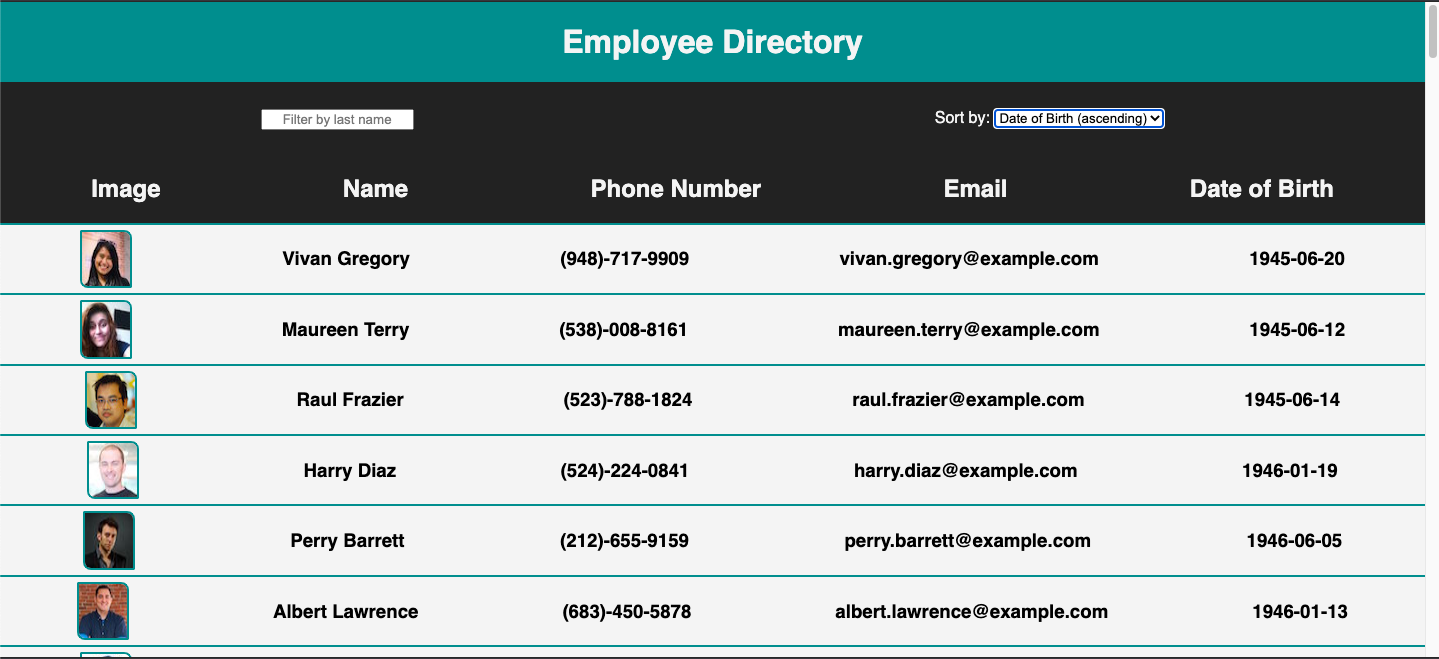 Employee Directory
Filter by last name Sort by: Date of Birth (ascending)
Image Name Phone Number Email Date of Birth
Vivan Gregory (948)-717-9909 vivan.gregory@example.com 1945-06-20
Maureen Terry (538)-008-8161 maureen.terry@example.com 1945-06-12
Raul Frazier (523)-788-1824 raul.frazier@example.com 1945-06-14
Harry Diaz (524)-224-0841 harry.diaz@example.com 1946-01-19
Perry Barrett (212)-655-9159 perry.barrett@example.com 1946-06-05
Albert Lawrence (683)-450-5878 albert.lawrence@example.com 1946-01-13